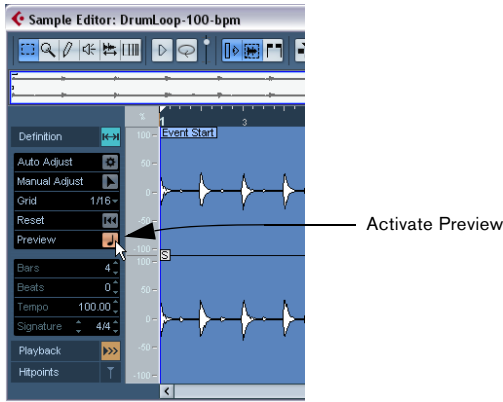 Sample Editor: DrumLoop-100-bpm
%
1
3
Definition
100
Event Start
Auto Adjust
50
Manual Adjust
0
Grid 1/16
Reset
-50
Preview
Activate Preview
-100
100
S
Bars 4
Beats 0
50
Tempo 100.00
Signature 4/4
0
Playback
-50
Hitpoints
-100